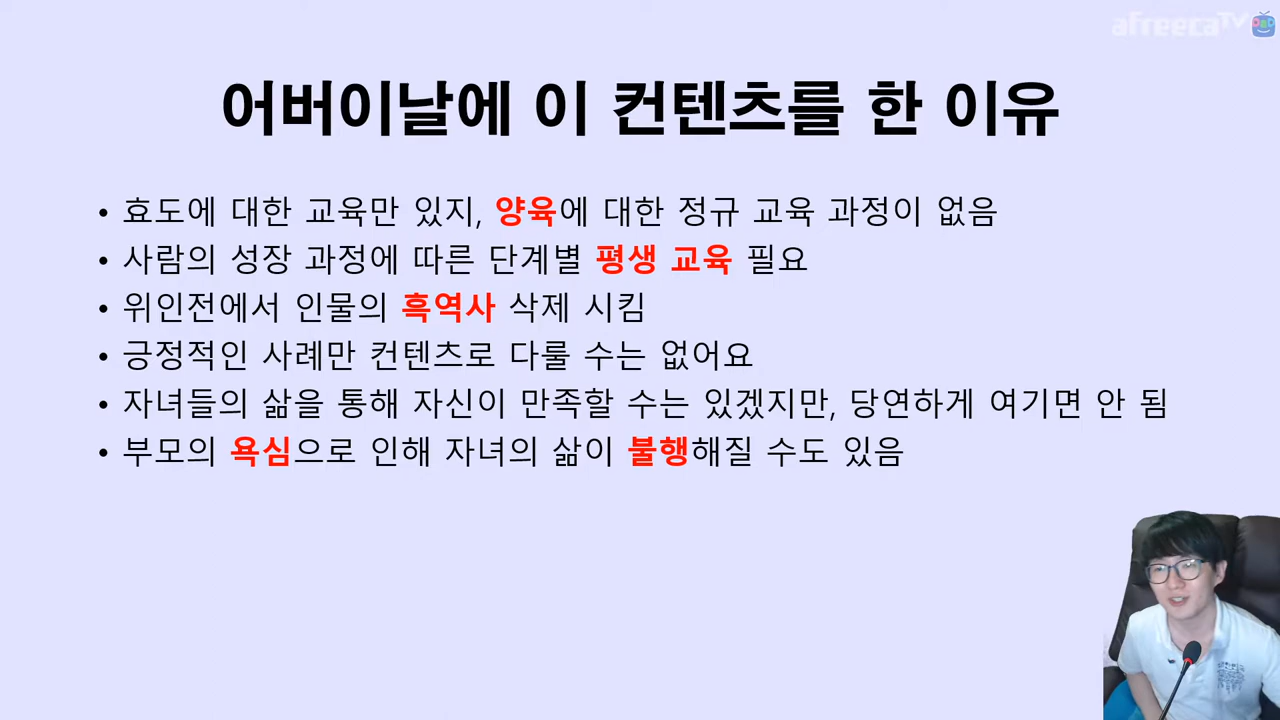 afreecaTV
어버이날에 이 컨텐츠를 한 이유
• 효도에 대한 교육만 있지, 양육에 대한 정규 교육 과정이 없음
• 사람의 성장 과정에 따른 단계별 평생 교육 필요
• 위인전에서 인물의 흑역사 삭제 시킴
• 긍정적인 사례만 컨텐츠로 다룰 수는 없어요
• 자녀들의 삶을 통해 자신이 만족할 수는 있겠지만, 당연하게 여기면 안 됨
• 부모의 욕심으로 인해 자녀의 삶이 불행해질 수도 있음